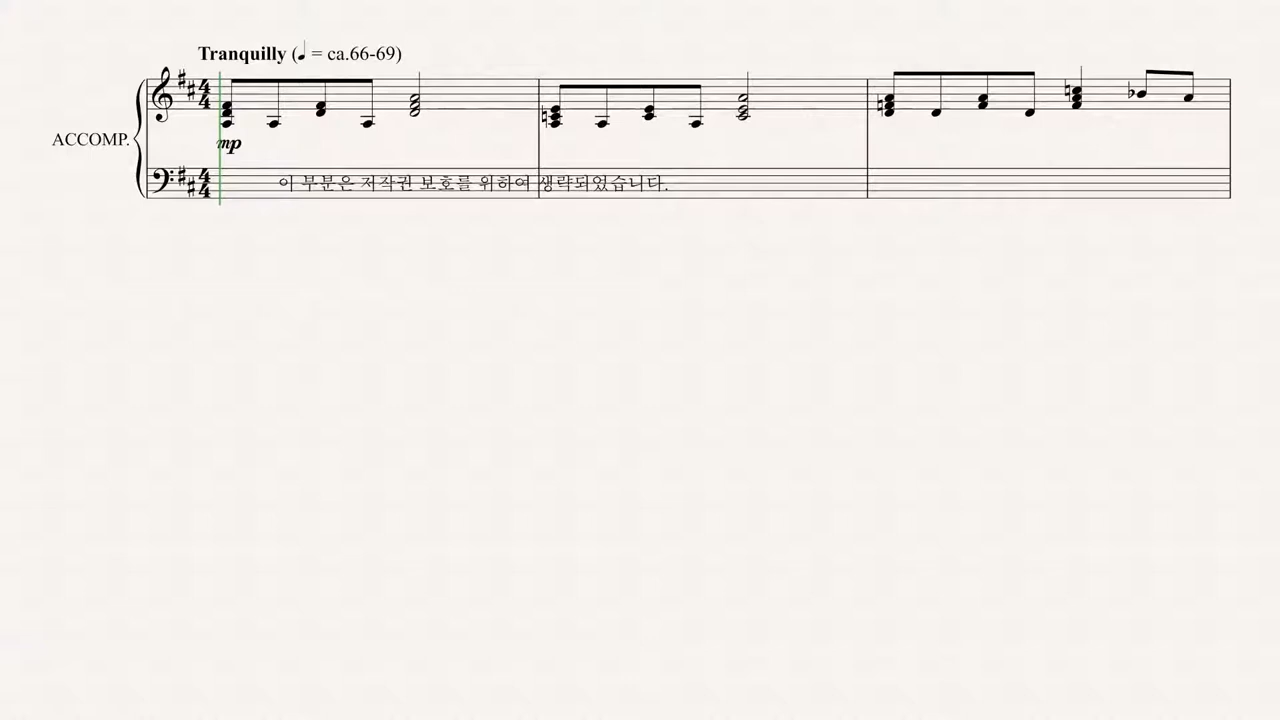 Tranquilly (♩ = ca.66-69)
ACCOMP.
mp
이 부분은 저작권 보호를 위하여 생략되었습니다.